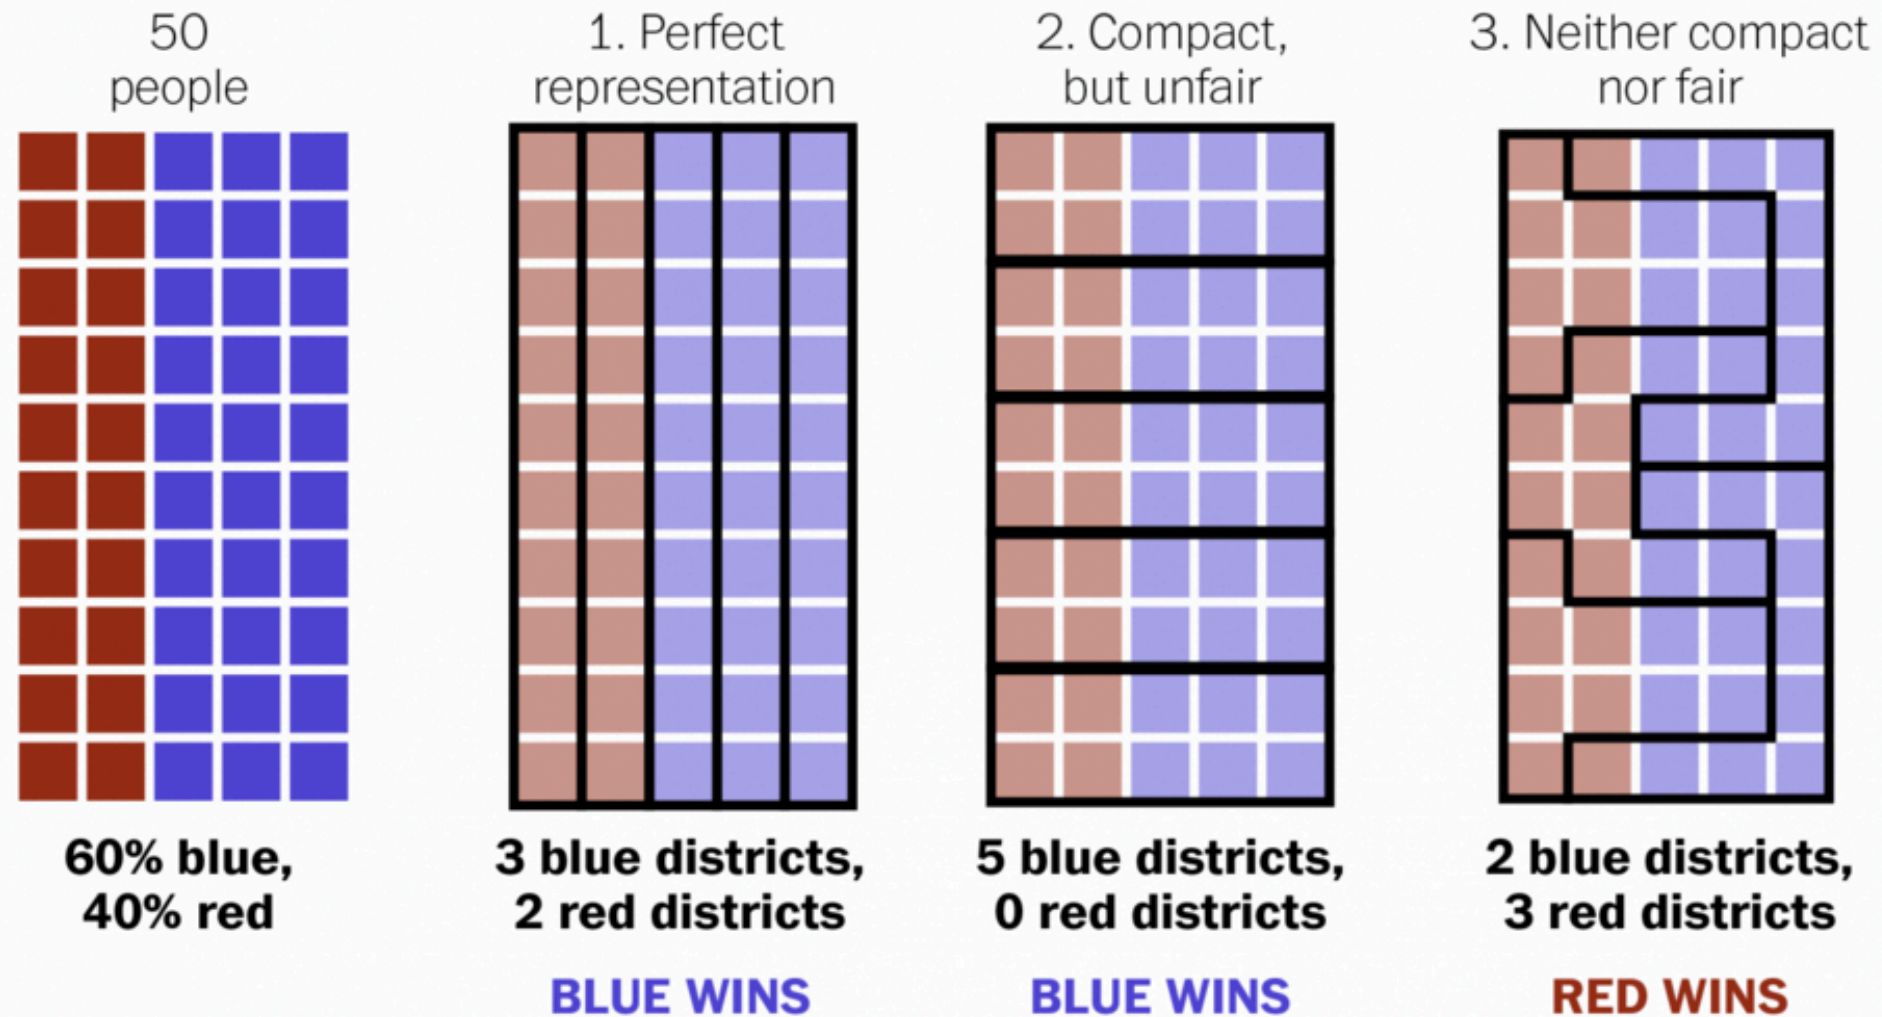 50
people
60% blue,
40% red
1. Perfect
representation
3 blue districts,
2 red districts
BLUE WINS
2. Compact,
but unfair
5 blue districts,
0 red districts
BLUE WINS
3. Neither compact
nor fair
2 blue districts,
3 red districts
RED WINS